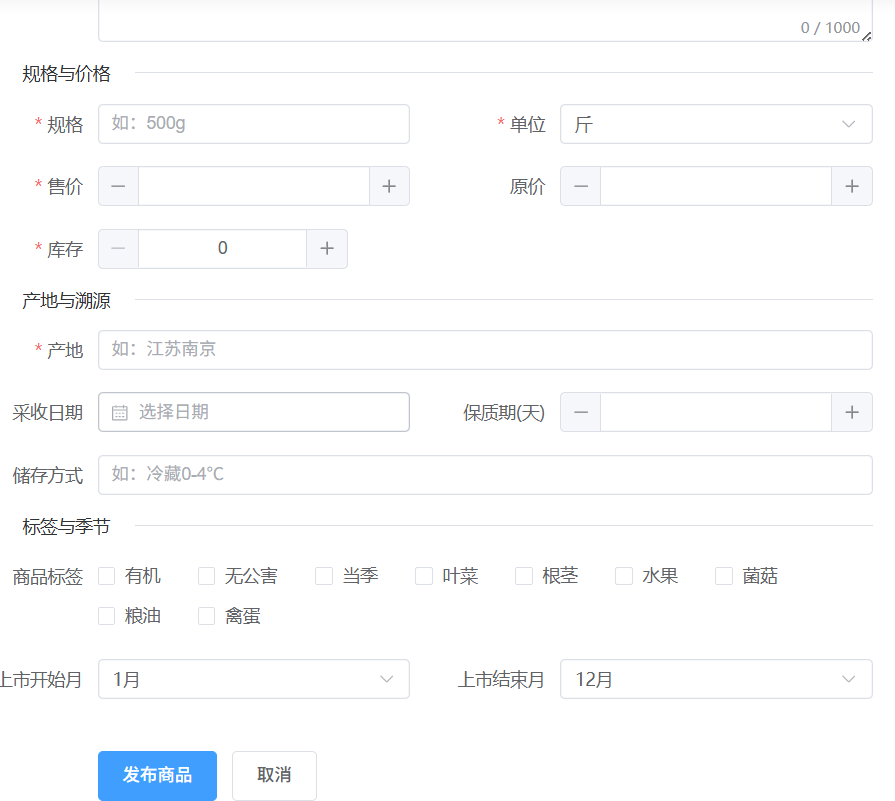 0 / 1000
规格与价格
* 规格 如：500g * 单位 斤
* 售价 原价
* 库存 0
产地与溯源
* 产地 如：江苏南京
采收日期 选择日期 保质期(天)
储存方式 如：冷藏0-4℃
标签与季节
商品标签 有机 无公害 当季 叶菜 根茎 水果 菌菇
粮油 禽蛋
上市开始月 1月 上市结束月 12月
发布商品 取消